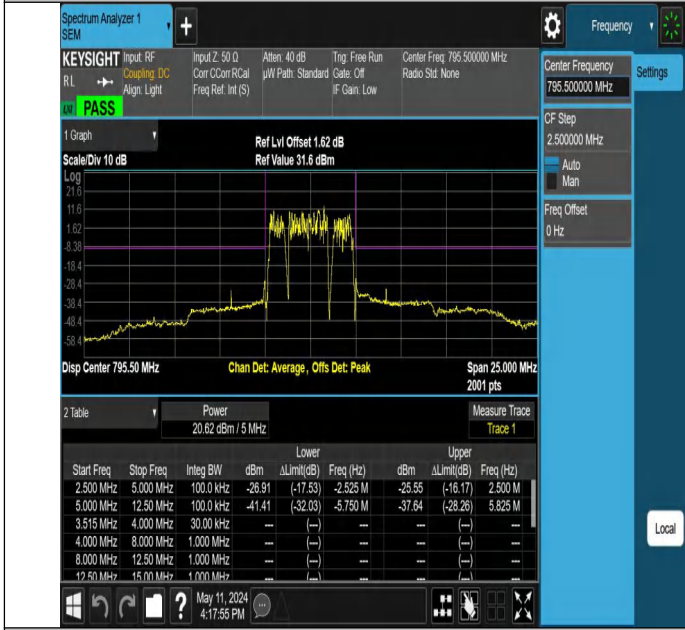 Spectrum Analyzer 1
SEM
+
Frequency
KEYSIGHT
RL
PASS
Input: RF
Coupling: DC
Align: Light
Input Z: 50 Ω
Corr CCorr RCal
Freq Ref: Int (S)
Atten: 40 dB
µW Path: Standard
Trig: Free Run
Gate: Off
IF Gain: Low
Center Freq: 795.500000 MHz
Radio Std: None
Center Frequency
795.500000 MHz
Settings
CF Step
2.500000 MHz
Auto
Man
Freq Offset
0 Hz
1 Graph
Scale/Div 10 dB
Ref Lvl Offset 1.62 dB
Ref Value 31.6 dBm
Log
21.6
11.6
1.62
-8.38
-18.4
-28.4
-38.4
-48.4
-58.4
Disp Center 795.50 MHz
Chan Det: Average, Offs Det: Peak
Span 25.000 MHz
2001 pts
2 Table
Power
20.62 dBm / 5 MHz
Measure Trace
Trace 1
Lower Upper
Start Freq Stop Freq Integ BW dBm ΔLimit(dB) Freq (Hz) dBm ΔLimit(dB) Freq (Hz)
2.500 MHz 5.000 MHz 100.0 kHz -26.91 (-17.53) -2.525 M -25.55 (-16.17) 2.500 M
5.000 MHz 12.50 MHz 100.0 kHz -41.41 (-32.03) -5.750 M -37.64 (-28.26) 5.825 M
3.515 MHz 4.000 MHz 30.00 kHz --- (---) --- --- (---) ---
4.000 MHz 8.000 MHz 1.000 MHz --- (---) --- --- (---) ---
8.000 MHz 12.50 MHz 1.000 MHz --- (---) --- --- (---) ---
12.50 MHz 15.00 MHz 1.000 MHz --- (---) --- --- (---) ---
Local
?
May 11, 2024
4:17:55 PM